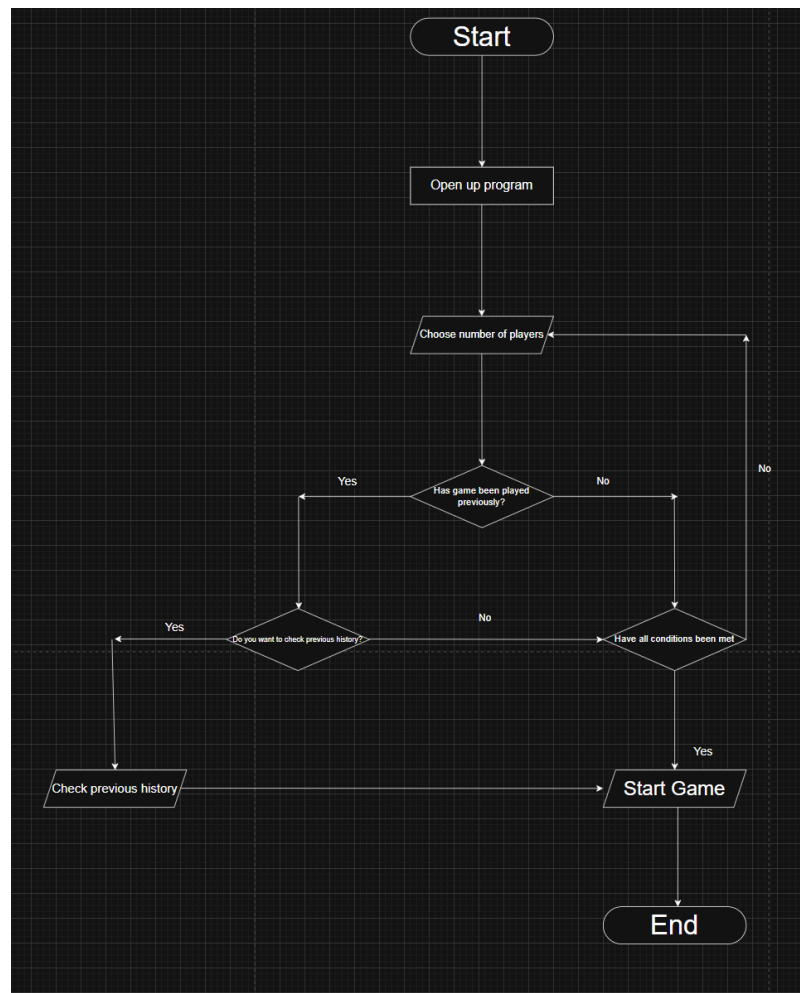 Start
Open up program
Choose number of players
No
Yes
No
Has game been played
previously?
Yes
No
Do you want to check previous history?
Have all conditions been met
Yes
Check previous history
Start Game
End